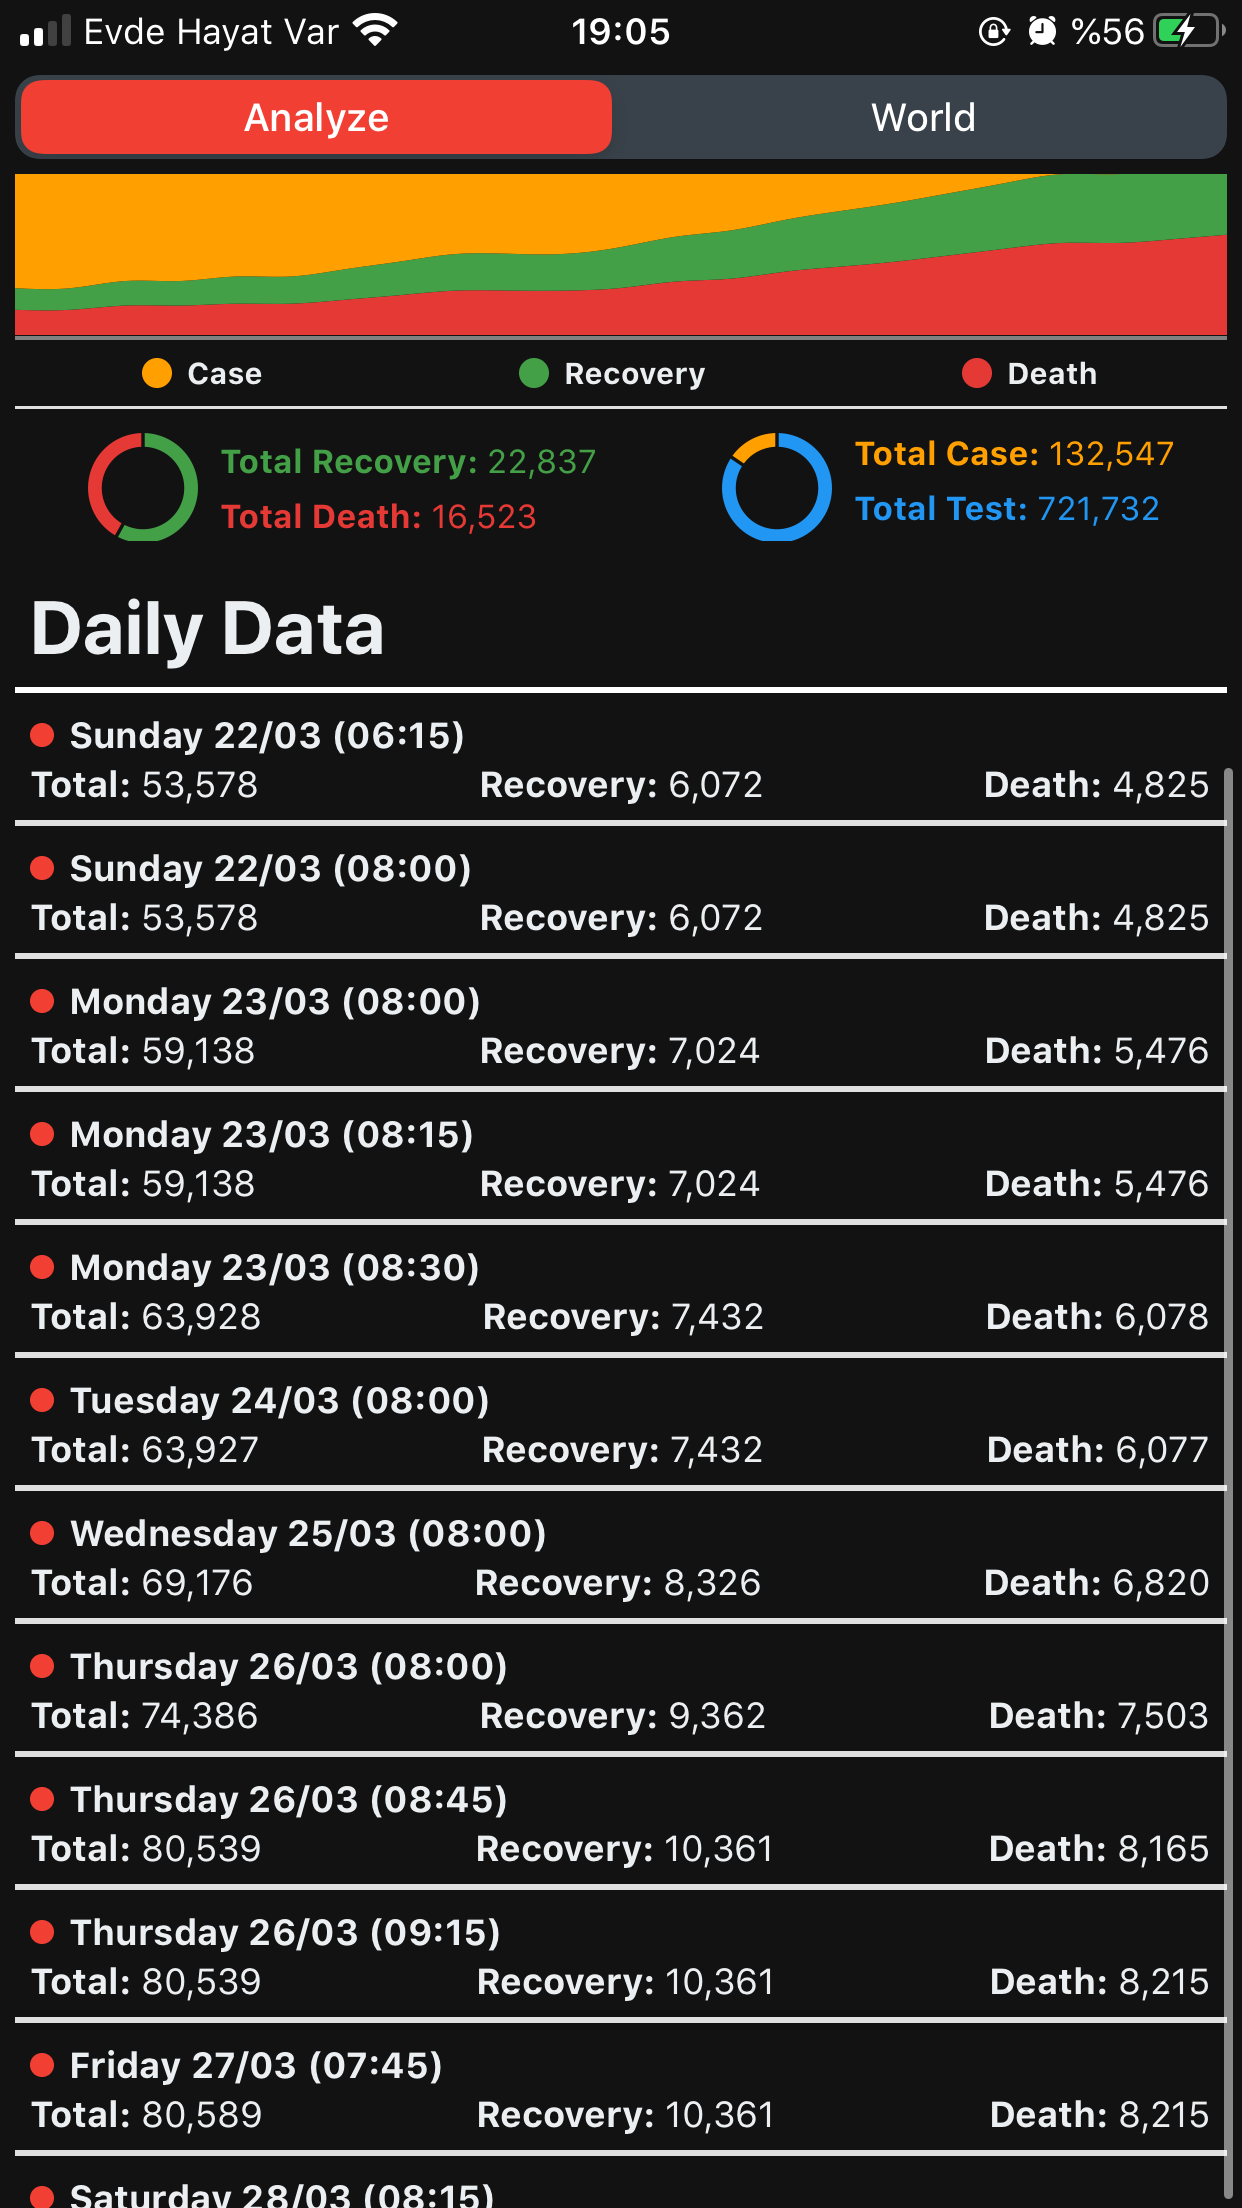 Evde Hayat Var 19:05 %56
Analyze World
Case Recovery Death
Total Recovery: 22,837
Total Death: 16,523
Total Case: 132,547
Total Test: 721,732
Daily Data
Sunday 22/03 (06:15)
Total: 53,578 Recovery: 6,072 Death: 4,825
Sunday 22/03 (08:00)
Total: 53,578 Recovery: 6,072 Death: 4,825
Monday 23/03 (08:00)
Total: 59,138 Recovery: 7,024 Death: 5,476
Monday 23/03 (08:15)
Total: 59,138 Recovery: 7,024 Death: 5,476
Monday 23/03 (08:30)
Total: 63,928 Recovery: 7,432 Death: 6,078
Tuesday 24/03 (08:00)
Total: 63,927 Recovery: 7,432 Death: 6,077
Wednesday 25/03 (08:00)
Total: 69,176 Recovery: 8,326 Death: 6,820
Thursday 26/03 (08:00)
Total: 74,386 Recovery: 9,362 Death: 7,503
Thursday 26/03 (08:45)
Total: 80,539 Recovery: 10,361 Death: 8,165
Thursday 26/03 (09:15)
Total: 80,539 Recovery: 10,361 Death: 8,215
Friday 27/03 (07:45)
Total: 80,589 Recovery: 10,361 Death: 8,215
Saturday 28/03 (08:15)